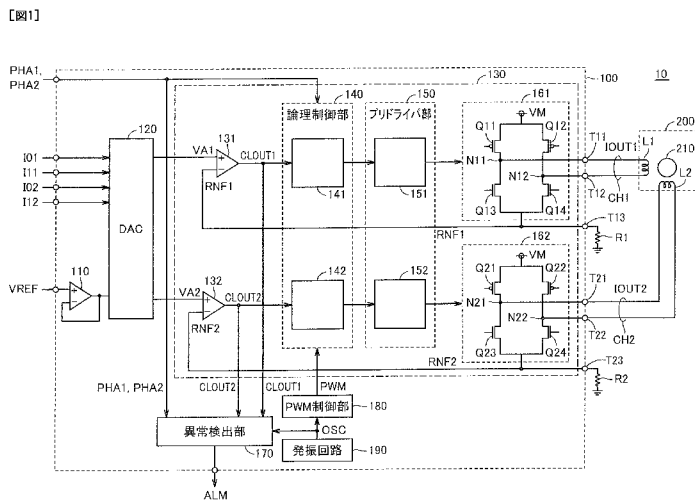 [図1]
PHA1,
PHA2
I01
I11
I02
I12
VREF
110
120
DAC
VA1
VA2
131
132
RNF1
RNF2
CLOUT1
CLOUT2
130
140
論理制御部
141
142
150
プリドライバ部
151
152
161
VM
Q11
Q12
N11
N12
Q13
Q14
RNF1
162
VM
Q21
Q22
N21
N22
Q23
Q24
RNF2
100
10
T11
IOUT1
T12
CH1
T13
R1
200
L1
210
L2
T21
IOUT2
T22
CH2
T23
R2
PHA1, PHA2
CLOUT2
CLOUT1
PWM
PWM制御部
180
OSC
発振回路
190
異常検出部
170
ALM